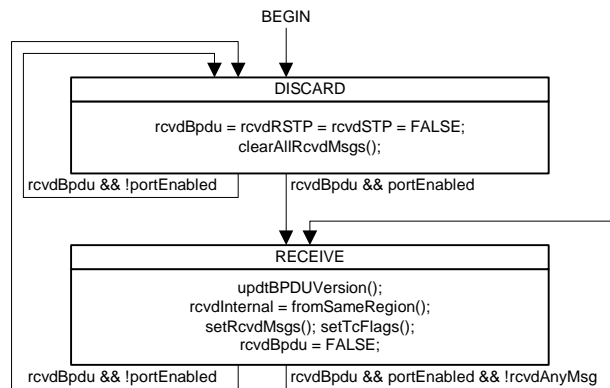 BEGIN
DISCARD
rcvdBpdu = rcvdRSTP = rcvdSTP = FALSE;
clearAllRcvdMsgs();
rcvdBpdu && !portEnabled
rcvdBpdu && portEnabled
RECEIVE
updtBPDUVersion();
rcvdInternal = fromSameRegion();
setRcvdMsgs(); setTcFlags();
rcvdBpdu = FALSE;
rcvdBpdu && !portEnabled
rcvdBpdu && portEnabled && !rcvdAnyMsg